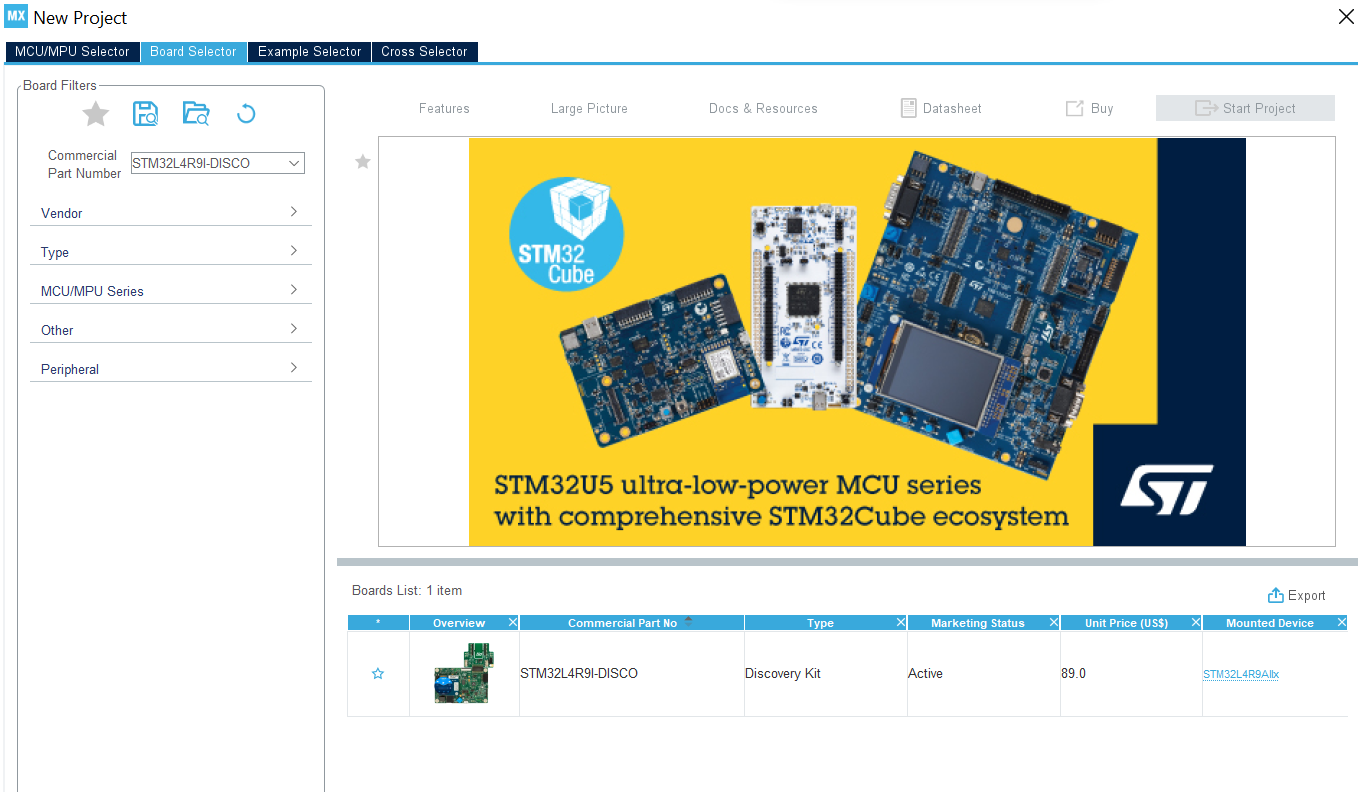 MX New Project
MCU/MPU Selector Board Selector Example Selector Cross Selector
Board Filters
Commercial
Part Number
STM32L4R9I-DISCO
Vendor
Type
MCU/MPU Series
Other
Peripheral
Features Large Picture Docs & Resources Datasheet Buy Start Project
STM32
Cube
STM32U5 ultra-low-power MCU series
with comprehensive STM32Cube ecosystem
ST
Boards List: 1 item
Export
* Overview Commercial Part No Type Marketing Status Unit Price (US$) Mounted Device
STM32L4R9I-DISCO Discovery Kit Active 89.0 STM32L4R9AIIx